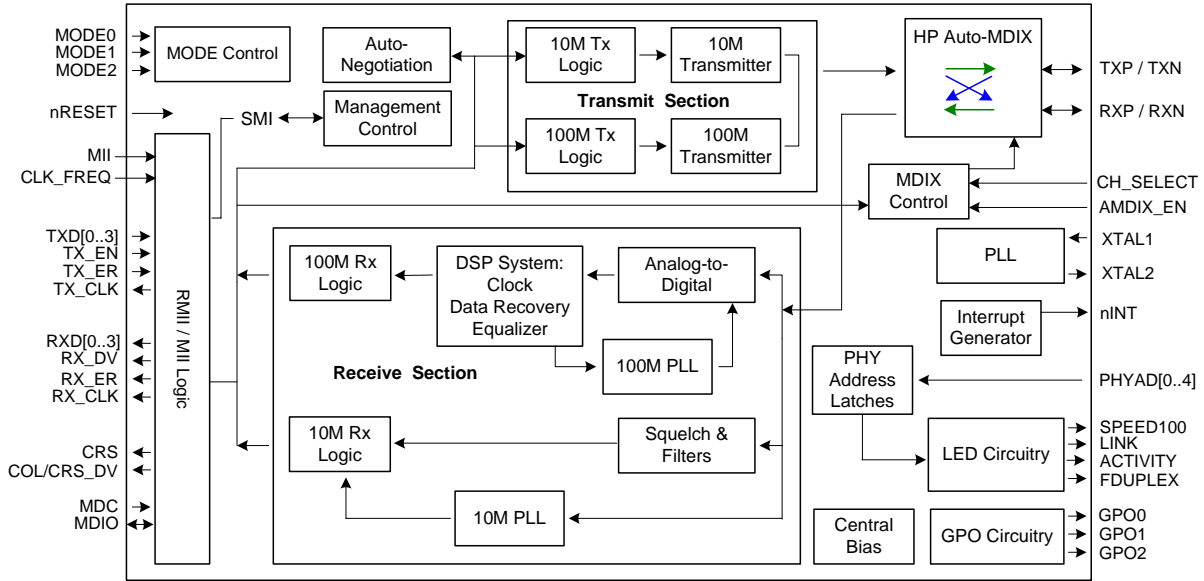 MODE0
MODE1
MODE2
nRESET
MII
CLK_FREQ
TXD[0..3]
TX_EN
TX_ER
TX_CLK
RXD[0..3]
RX_DV
RX_ER
RX_CLK
CRS
COL/CRS_DV
MDC
MDIO
MODE Control
RMII / MII Logic
SMI
Auto-
Negotiation
Management
Control
10M Tx
Logic
10M
Transmitter
Transmit Section
100M Tx
Logic
100M
Transmitter
100M Rx
Logic
DSP System:
Clock
Data Recovery
Equalizer
Analog-to-
Digital
100M PLL
Receive Section
10M Rx
Logic
Squelch &
Filters
10M PLL
HP Auto-MDIX
MDIX
Control
PLL
Interrupt
Generator
PHY
Address
Latches
LED Circuitry
Central
Bias
GPO Circuitry
TXP / TXN
RXP / RXN
CH_SELECT
AMDIX_EN
XTAL1
XTAL2
nINT
PHYAD[0..4]
SPEED100
LINK
ACTIVITY
FDUPLEX
GPO0
GPO1
GPO2